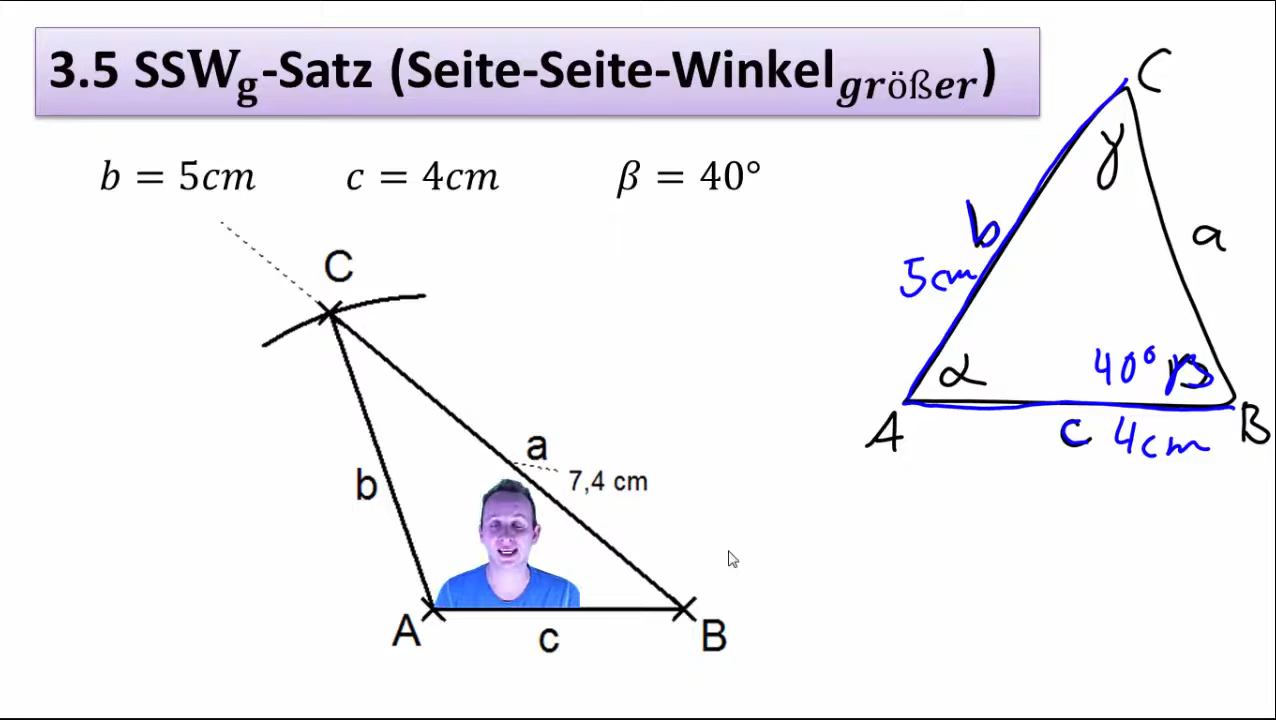 3.5 SSWg-Satz (Seite-Seite-Winkelgrößer)
b = 5cm c = 4cm β = 40°
C
a
7,4 cm
b
A
c
B
C
γ
b
a
5cm
α
40° β
A
c 4cm
B